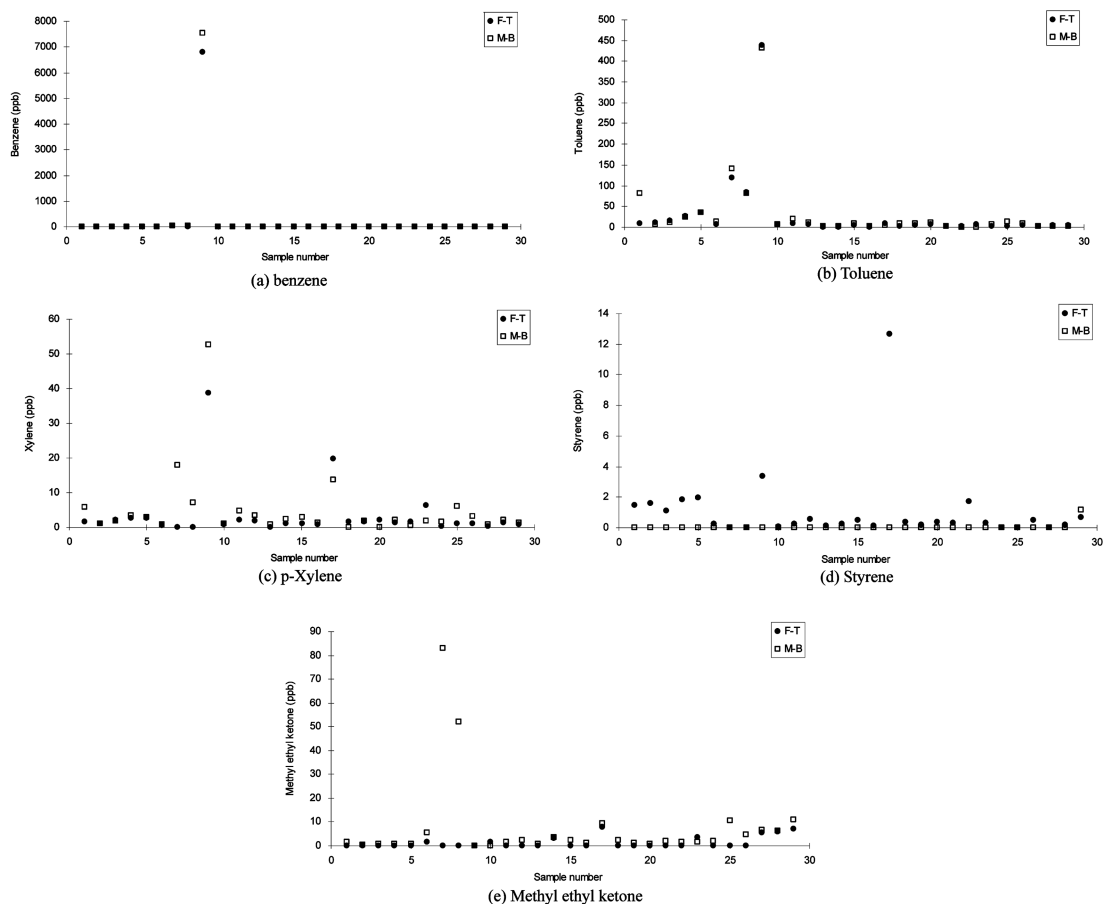 8000
7000
6000
5000
4000
3000
2000
1000
0
Benzene (ppb)
F-T
M-B
0 5 10 15 20 25 30
Sample number
(a) benzene
500
450
400
350
300
250
200
150
100
50
0
Toluene (ppb)
F-T
M-B
0 5 10 15 20 25 30
Sample number
(b) Toluene
60
50
40
30
20
10
0
Xylene (ppb)
F-T
M-B
0 5 10 15 20 25 30
Sample number
(c) p-Xylene
14
12
10
8
6
4
2
0
Styrene (ppb)
F-T
M-B
0 5 10 15 20 25 30
Sample number
(d) Styrene
90
80
70
60
50
40
30
20
10
0
Methyl ethyl ketone (ppb)
F-T
M-B
0 5 10 15 20 25 30
Sample number
(e) Methyl ethyl ketone